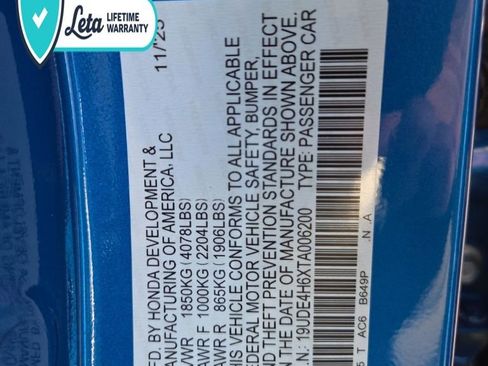 Leta LIFETIME
WARRANTY
MFD. BY HONDA DEVELOPMENT & 11/'25
MANUFACTURING OF AMERICA, LLC
GVWR 1850KG (4078LBS)
GAWR F 1000KG (2204LBS)
GAWR R 865KG (1906LBS)
THIS VEHICLE CONFORMS TO ALL APPLICABLE
FEDERAL MOTOR VEHICLE SAFETY, BUMPER,
AND THEFT PREVENTION STANDARDS IN EFFECT
ON THE DATE OF MANUFACTURE SHOWN ABOVE.
V.I.N.: 19UDE4H6XTA006200 TYPE: PASSENGER CAR
T AC6 B649P .N A